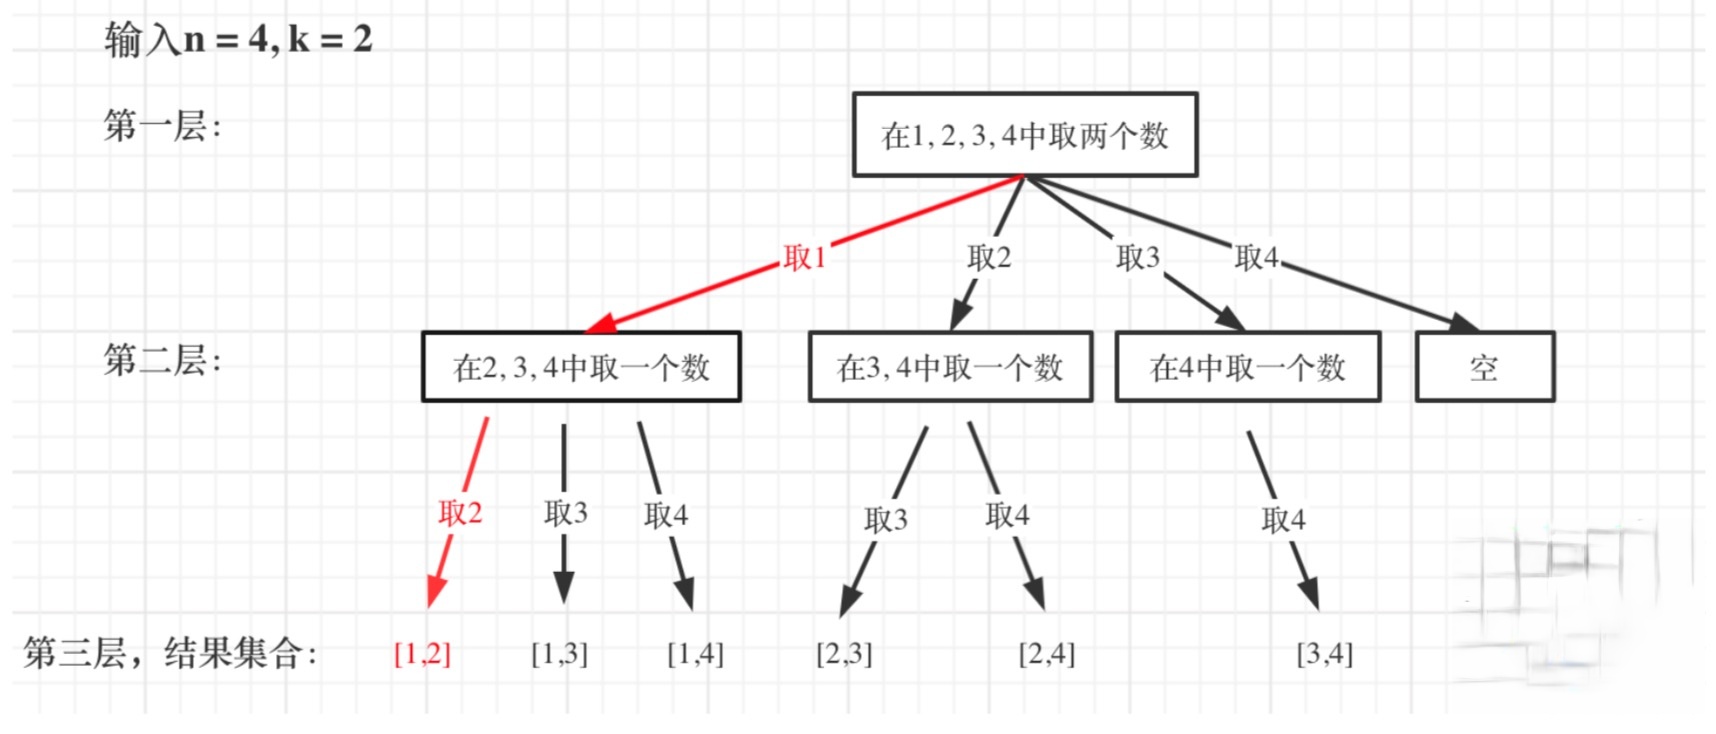 输入n = 4, k = 2
第一层：
在1, 2, 3, 4中取两个数
取1
取2
取3
取4
第二层：
在2, 3, 4中取一个数
在3, 4中取一个数
在4中取一个数
空
取2
取3
取4
取3
取4
取4
第三层，结果集合：
[1,2]
[1,3]
[1,4]
[2,3]
[2,4]
[3,4]